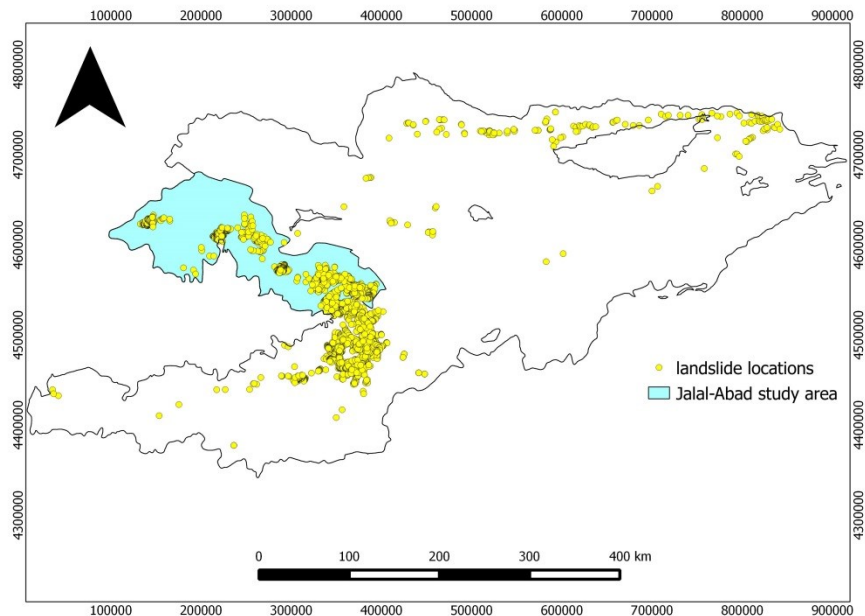 100000 200000 300000 400000 500000 600000 700000 800000 900000
4800000 4800000
4700000 4700000
4600000 4600000
4500000 4500000
landslide locations
Jalal-Abad study area
4400000 4400000
4300000 4300000
0 100 200 300 400 km
100000 200000 300000 400000 500000 600000 700000 800000 900000